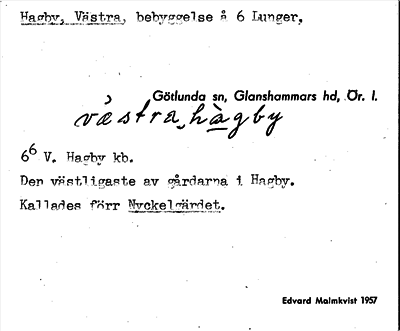 Hagby, Västra, bebyggelse å 6 Lunger,
Götlunda sn, Glanshammars hd, Ör. l.
västra hàgby
6⁶ V. Hagby kb.
Den västligaste av gårdarna i Hagby.
Kallades förr Nyckelgärdet.
Edvard Malmkvist 1957